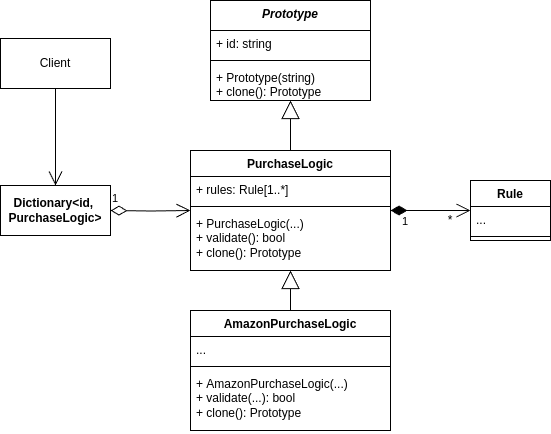 Prototype
+ id: string
+ Prototype(string)
+ clone(): Prototype
Client
Dictionary<id,
PurchaseLogic>
1
PurchaseLogic
+ rules: Rule[1..*]
+ PurchaseLogic(...)
+ validate(): bool
+ clone(): Prototype
1
*
Rule
...
AmazonPurchaseLogic
...
+ AmazonPurchaseLogic(...)
+ validate(...): bool
+ clone(): Prototype